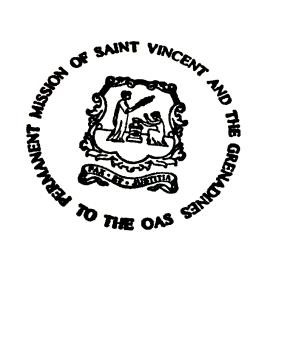 PERMANENT MISSION OF SAINT VINCENT AND THE GRENADINES TO THE OAS
PAX · ET · JUSTITIA